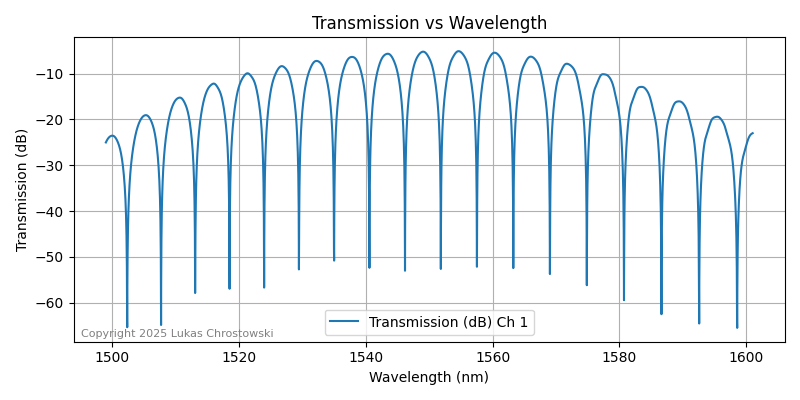 Transmission vs Wavelength
Transmission (dB)
−10
−20
−30
−40
−50
−60
Transmission (dB) Ch 1
Copyright 2025 Lukas Chrostowski
1500 1520 1540 1560 1580 1600
Wavelength (nm)